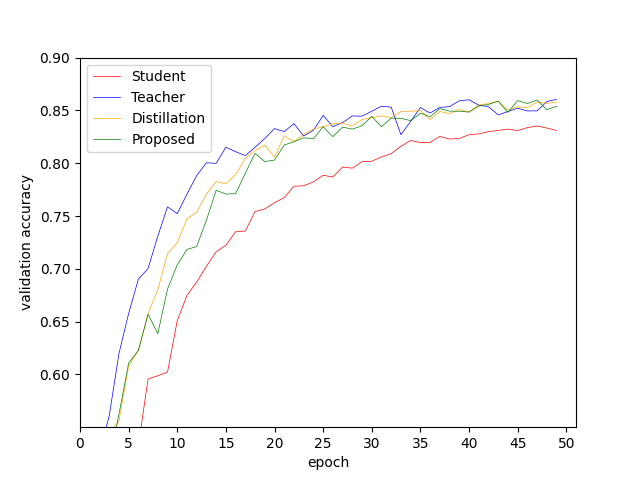 0.90
Student
Teacher
Distillation
Proposed
0.85
0.80
0.75
0.70
0.65
0.60
validation accuracy
0 5 10 15 20 25 30 35 40 45 50
epoch